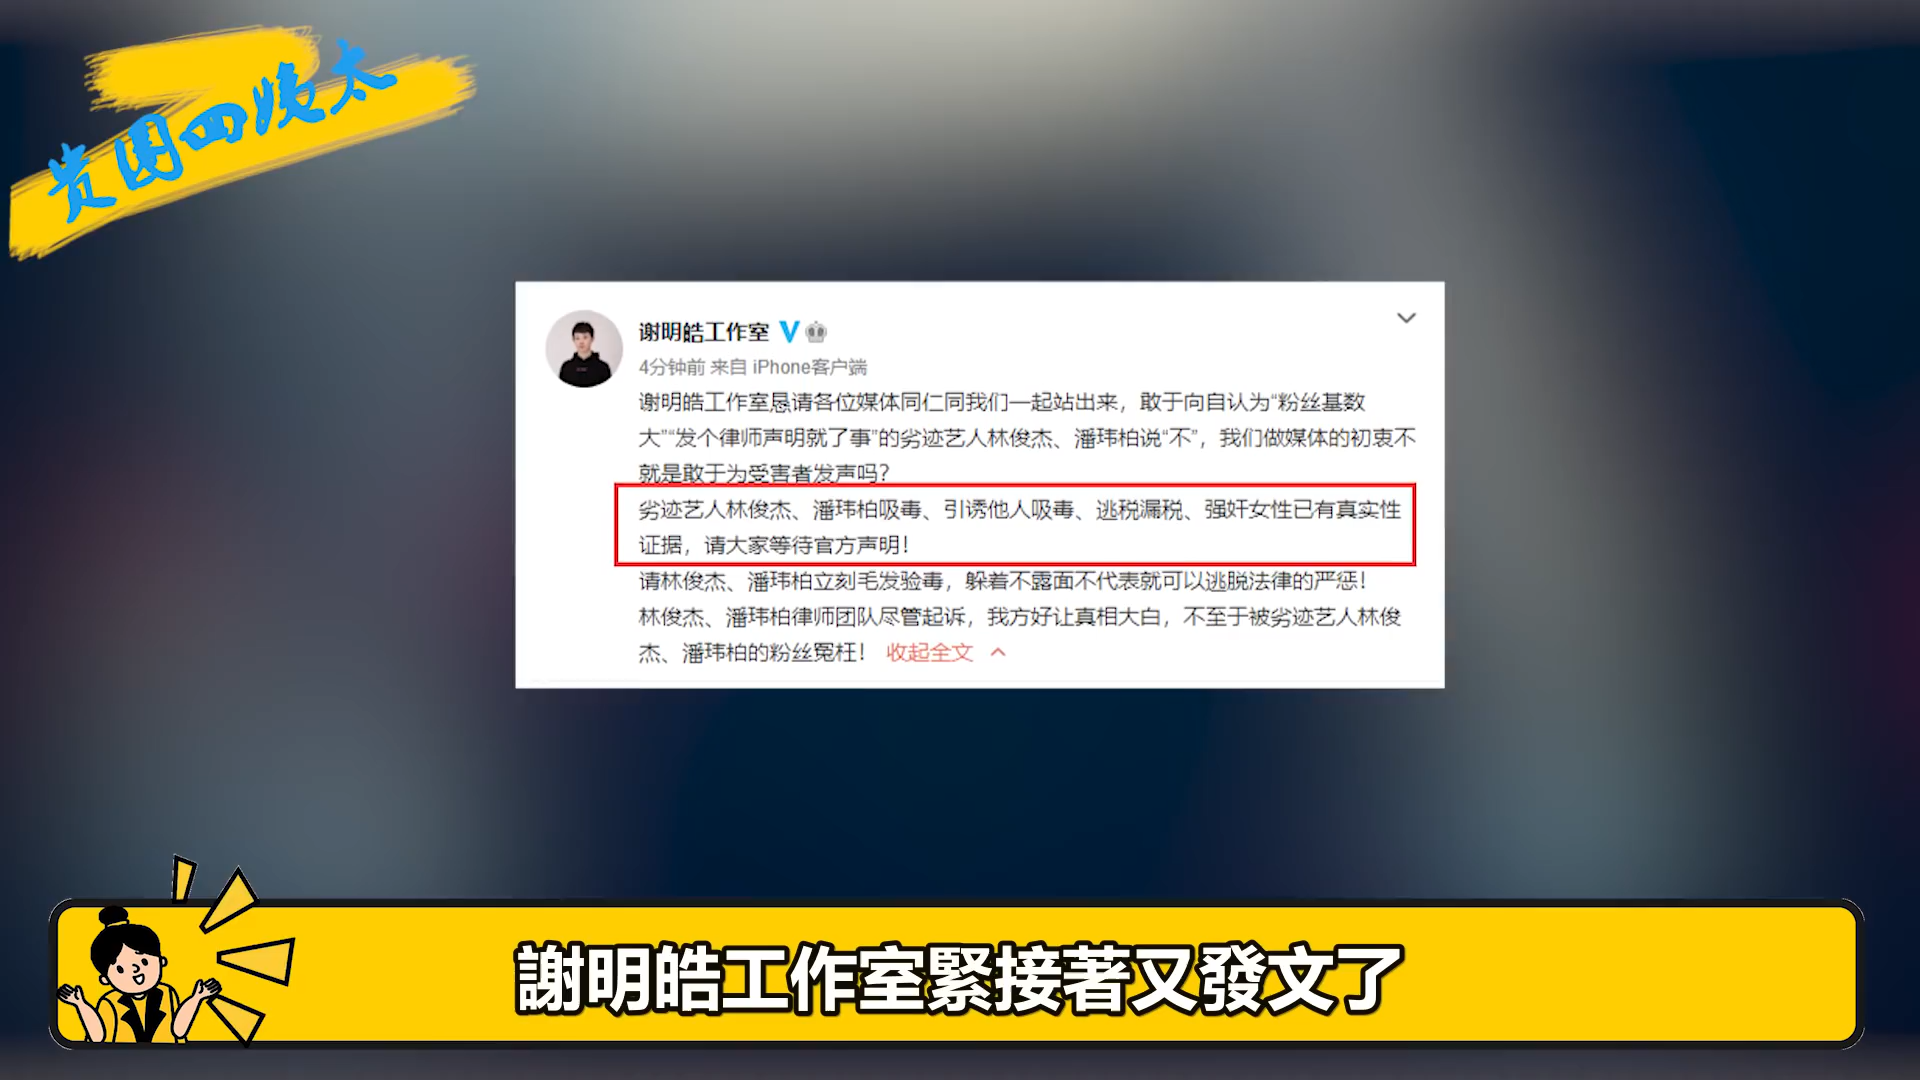 贵圈四姨太
谢明皓工作室
4分钟前 来自 iPhone客户端
谢明皓工作室恳请各位媒体同仁同我们一起站出来，敢于向自认为“粉丝基数
大”“发个律师声明就了事”的劣迹艺人林俊杰、潘玮柏说“不”，我们做媒体的初衷不
就是敢于为受害者发声吗？
劣迹艺人林俊杰、潘玮柏吸毒、引诱他人吸毒、逃税漏税、强奸女性已有真实性
证据，请大家等待官方声明！
请林俊杰、潘玮柏立刻毛发验毒，躲着不露面不代表就可以逃脱法律的严惩！
林俊杰、潘玮柏律师团队尽管起诉，我方好让真相大白，不至于被劣迹艺人林俊
杰、潘玮柏的粉丝冤枉！ 收起全文
謝明皓工作室緊接著又發文了